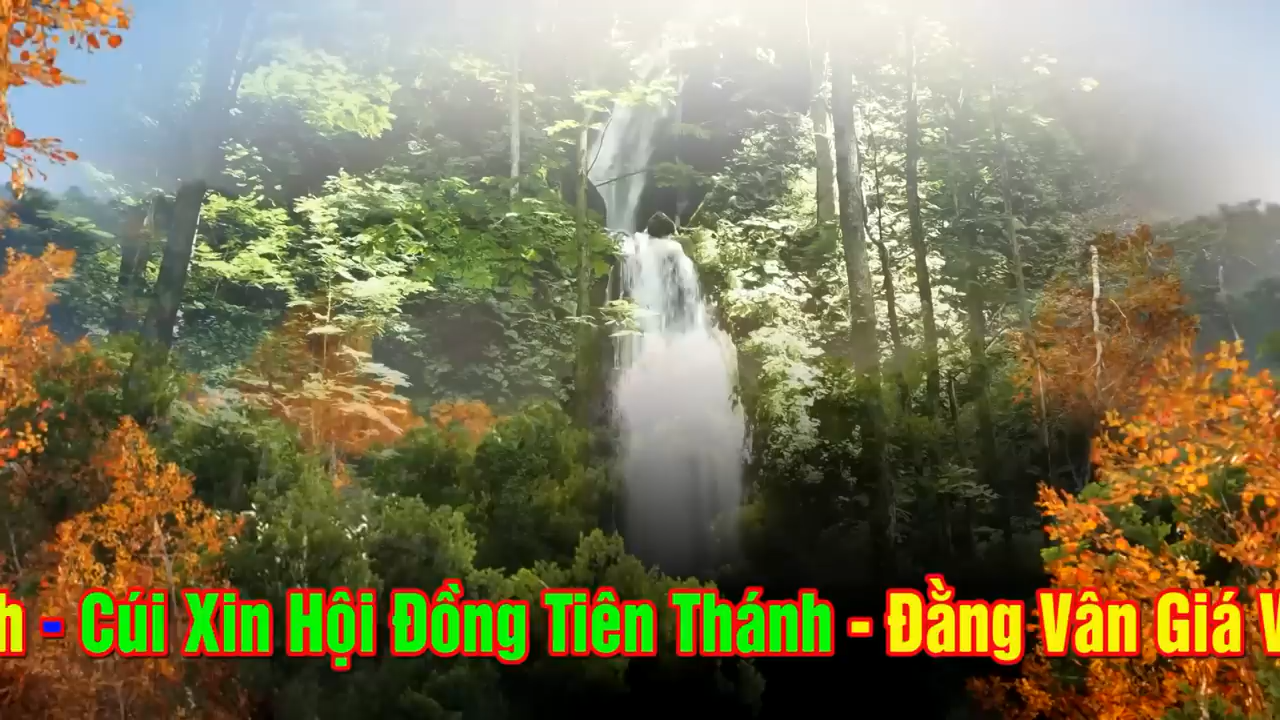 - Cúi Xin Hội Đồng Tiên Thánh - Đằng Vân Giá